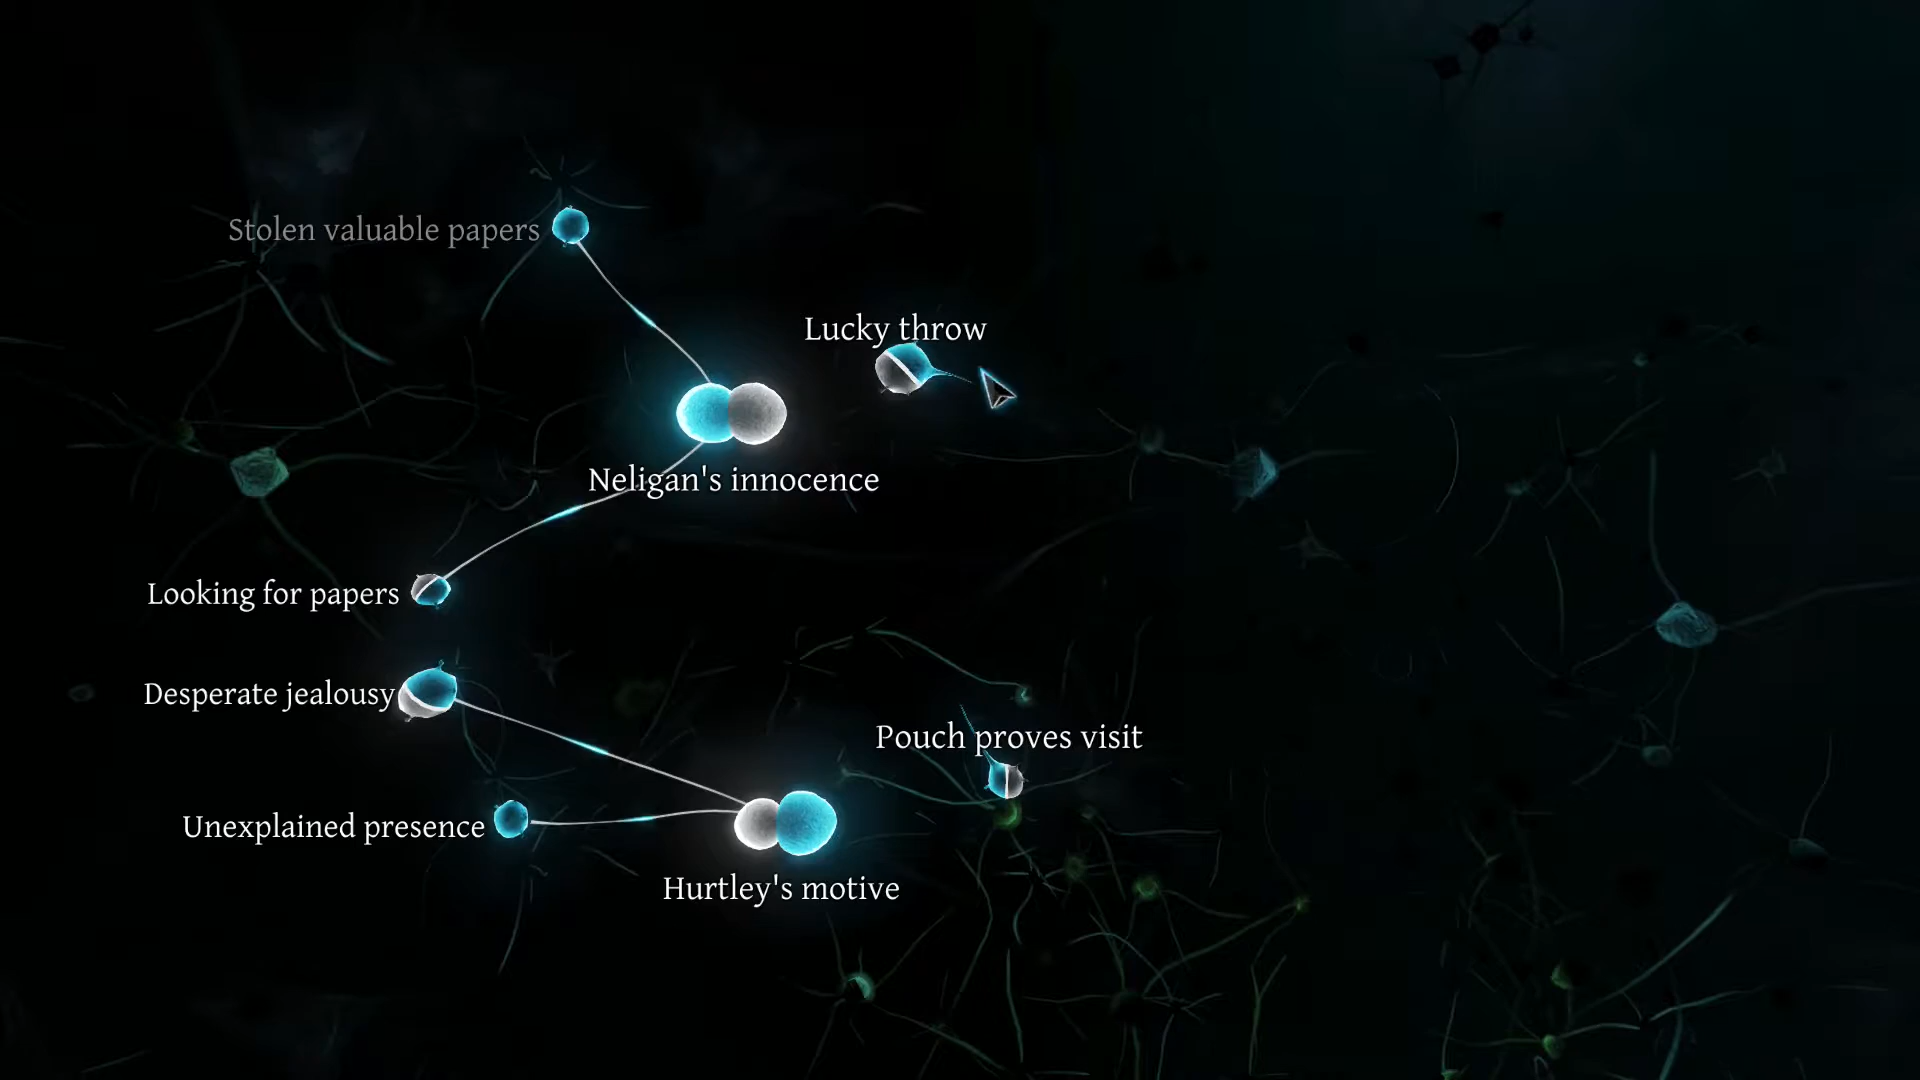 Stolen valuable papers
Lucky throw
Neligan's innocence
Looking for papers
Desperate jealousy
Pouch proves visit
Unexplained presence
Hurtley's motive